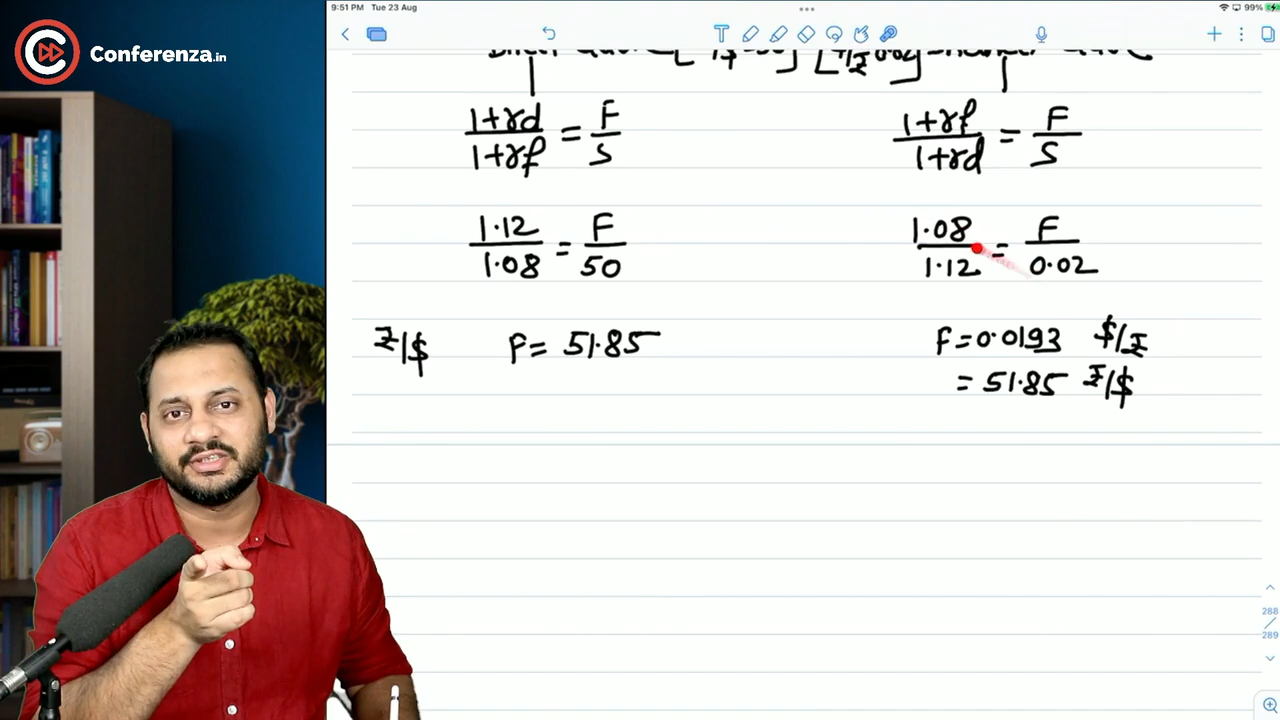 9:51 PM Tue 23 Aug
99%
Conferenza.in
1+rd / 1+rf = F / S
1+rf / 1+rd = F / S
1.12 / 1.08 = F / 50
1.08 / 1.12 = F / 0.02
₹/$ F= 51.85
F=0.0193 $/₹
= 51.85 ₹/$
288
289